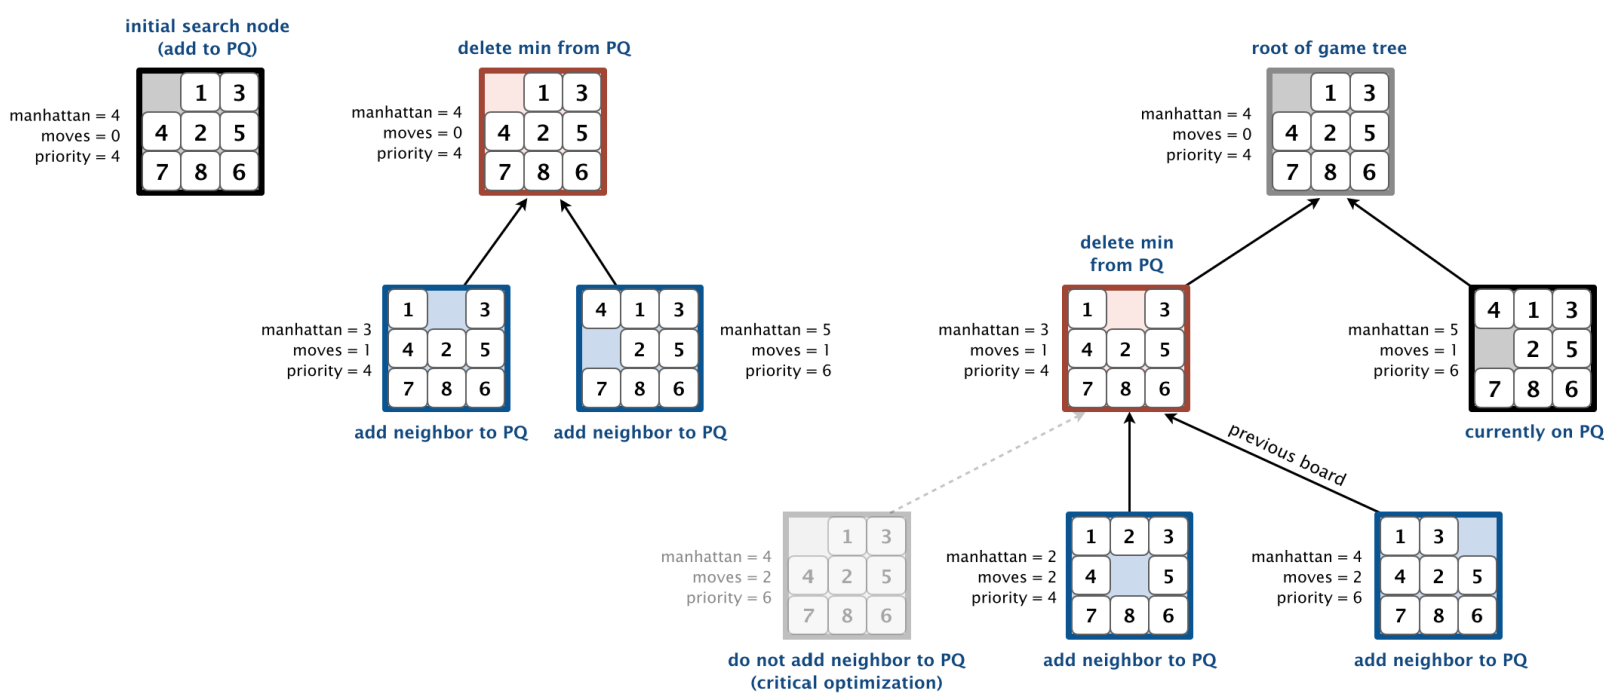 initial search node
(add to PQ)
manhattan = 4
moves = 0
priority = 4
1 3
4 2 5
7 8 6
delete min from PQ
manhattan = 4
moves = 0
priority = 4
1 3
4 2 5
7 8 6
manhattan = 3
moves = 1
priority = 4
1 3
4 2 5
7 8 6
add neighbor to PQ
4 1 3
2 5
7 8 6
manhattan = 5
moves = 1
priority = 6
add neighbor to PQ
root of game tree
manhattan = 4
moves = 0
priority = 4
1 3
4 2 5
7 8 6
delete min
from PQ
manhattan = 3
moves = 1
priority = 4
1 3
4 2 5
7 8 6
manhattan = 5
moves = 1
priority = 6
4 1 3
2 5
7 8 6
currently on PQ
previous board
manhattan = 4
moves = 2
priority = 6
1 3
4 2 5
7 8 6
do not add neighbor to PQ
(critical optimization)
manhattan = 2
moves = 2
priority = 4
1 2 3
4 5
7 8 6
add neighbor to PQ
manhattan = 4
moves = 2
priority = 6
1 3
4 2 5
7 8 6
add neighbor to PQ